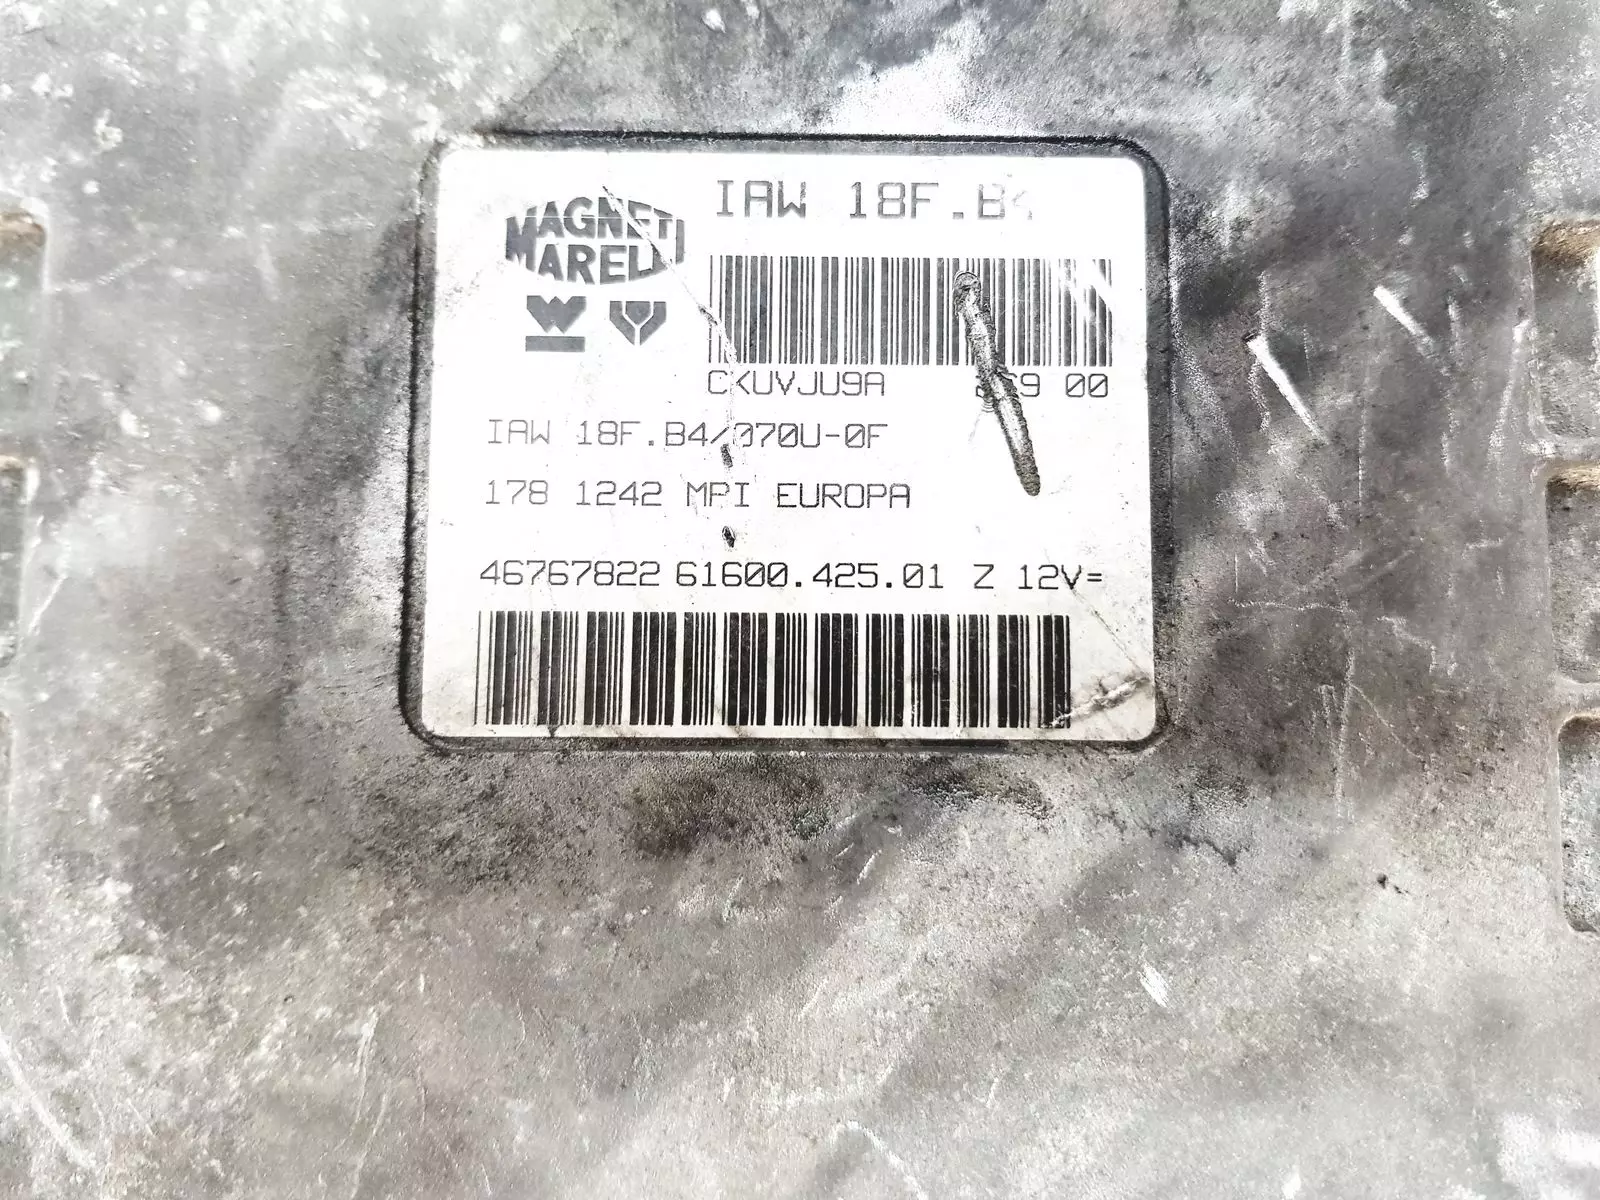 IAW 18F.B4
MAGNETI
MARELLI
CKUVJU9A 00
IAW 18F.B4/070U-0F
178 1242 MPI EUROPA
46767822 61600.425.01 Z 12V=